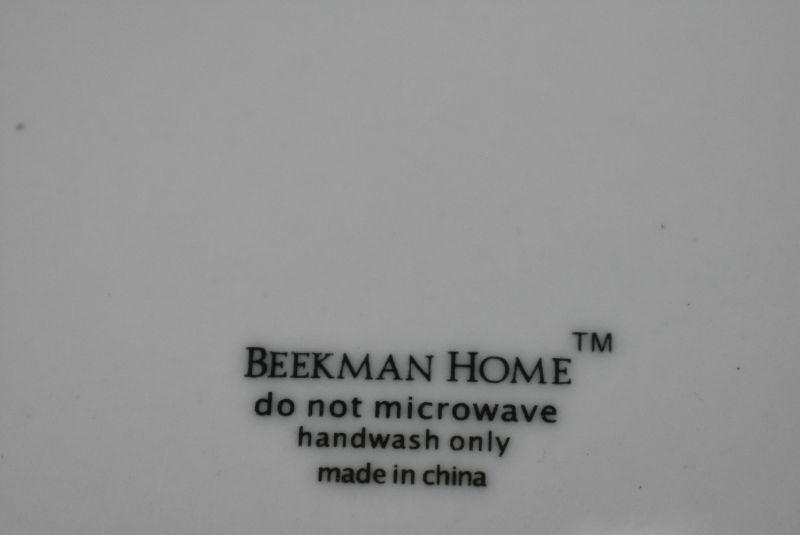 BEEKMAN HOME™
do not microwave
handwash only
made in china